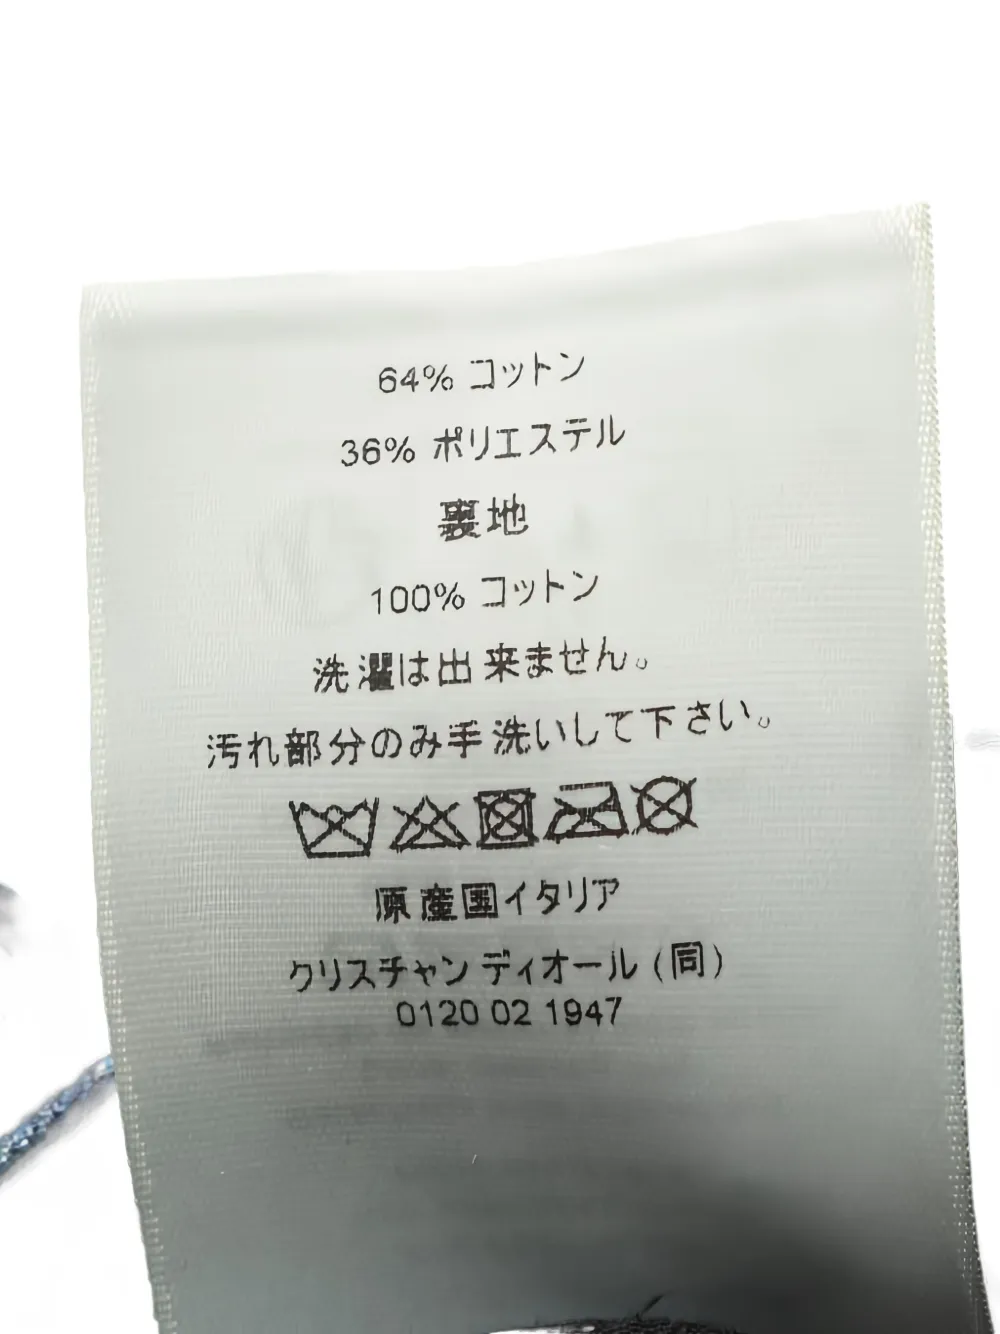 64% コットン
36% ポリエステル
裏地
100% コットン
洗濯は出来ません。
汚れ部分のみ手洗いして下さい。
原産国イタリア
クリスチャン ディオール (同)
0120 02 1947